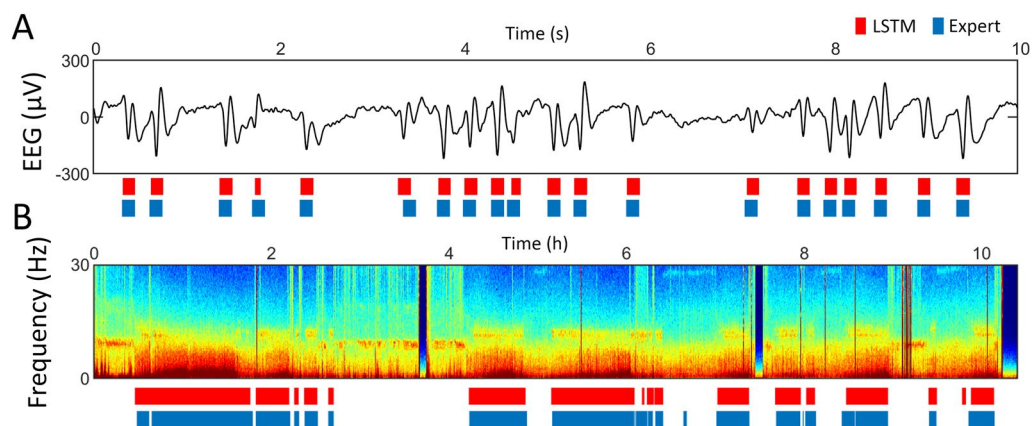 A
Time (s)
LSTM
Expert
0 2 4 6 8 10
EEG (µV)
300
0
-300
B
Time (h)
0 2 4 6 8 10
Frequency (Hz)
30
0